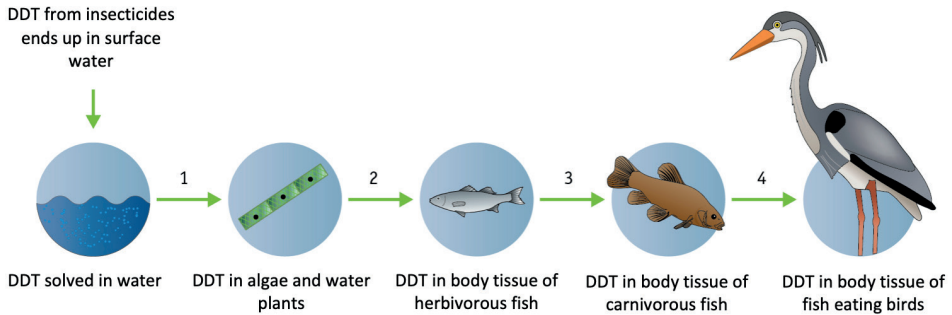 DDT from insecticides
ends up in surface
water
1
2
3
4
DDT solved in water
DDT in algae and water
plants
DDT in body tissue of
herbivorous fish
DDT in body tissue of
carnivorous fish
DDT in body tissue of
fish eating birds